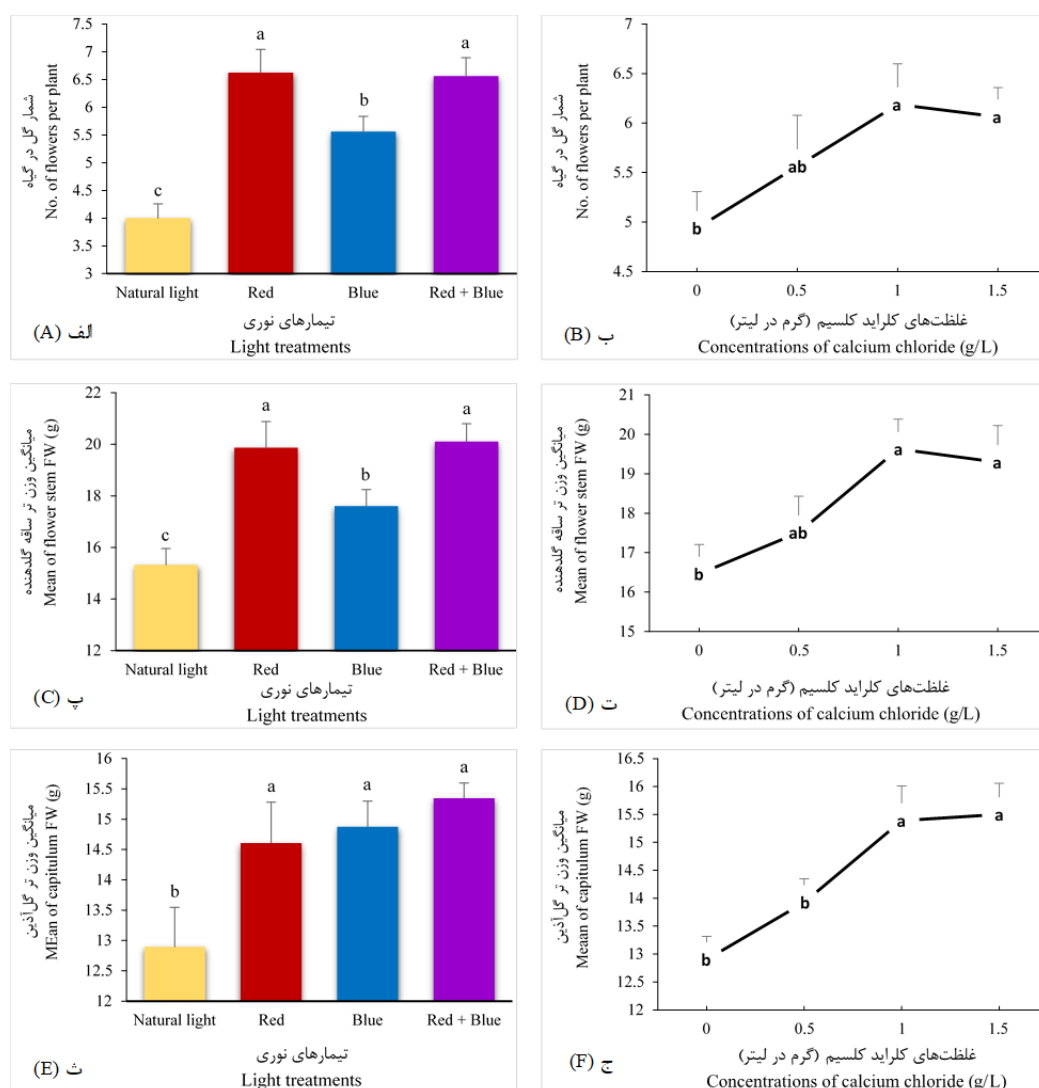 شمار گل در گیاه
No. of flowers per plant
7.5
7
6.5
6
5.5
5
4.5
4
3.5
3
c
a
b
a
Natural light
Red
Blue
Red + Blue
تیمارهای نوری
Light treatments
(A) الف
شمار گل در گیاه
No. of flowers per plant
7
6.5
6
5.5
5
4.5
b
ab
a
a
0
0.5
1
1.5
غلظت‌های کلراید کلسیم (گرم در لیتر)
Concentrations of calcium chloride (g/L)
(B) ب
میانگین وزن تر ساقه گلدهنده
Mean of flower stem FW (g)
22
20
18
16
14
12
c
a
b
a
Natural light
Red
Blue
Red + Blue
تیمارهای نوری
Light treatments
(C) پ
میانگین وزن تر ساقه گلدهنده
Mean of flower stem FW (g)
21
20
19
18
17
16
15
b
ab
a
a
0
0.5
1
1.5
غلظت‌های کلراید کلسیم (گرم در لیتر)
Concentrations of calcium chloride (g/L)
(D) ت
میانگین وزن تر گل‌آذین
MEan of capitulum FW (g)
16
15.5
15
14.5
14
13.5
13
12.5
12
b
a
a
a
Natural light
Red
Blue
Red + Blue
تیمارهای نوری
Light treatments
(E) ث
میانگین وزن تر گل‌آذین
Meaan of capitulum FW (g)
16.5
16
15.5
15
14.5
14
13.5
13
12.5
12
b
b
a
a
0
0.5
1
1.5
غلظت‌های کلراید کلسیم (گرم در لیتر)
Concentrations of calcium chloride (g/L)
(F) ج